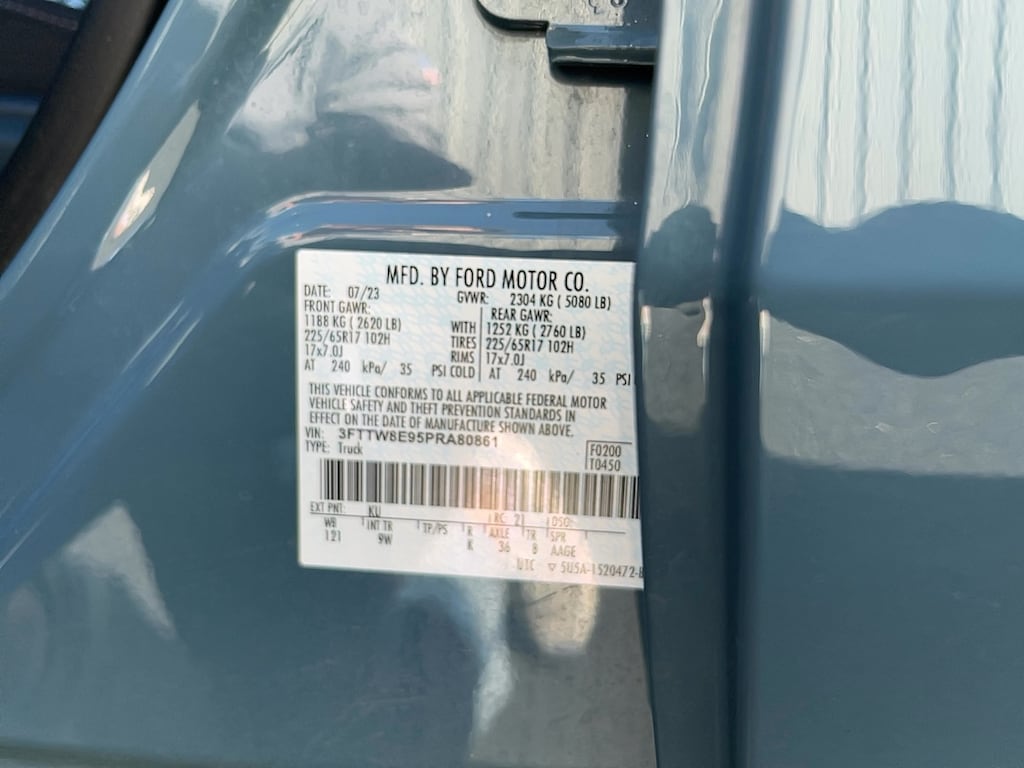 MFD. BY FORD MOTOR CO.
DATE: 07/23 GVWR: 2304 KG ( 5080 LB)
FRONT GAWR: REAR GAWR:
1188 KG ( 2620 LB) WITH 1252 KG ( 2760 LB)
225/65R17 102H TIRES 225/65R17 102H
17x7.0J RIMS 17x7.0J
AT 240 kPa/ 35 PSI COLD AT 240 kPa/ 35 PSI
THIS VEHICLE CONFORMS TO ALL APPLICABLE FEDERAL MOTOR
VEHICLE SAFETY AND THEFT PREVENTION STANDARDS IN
EFFECT ON THE DATE OF MANUFACTURE SHOWN ABOVE.
VIN: 3FTTW8E95PRA80861
TYPE: Truck
F0200
T0450
EXT PNT: KU RC: 21 DSO:
WB INT TR TP/PS R AXLE TR SPR
121 9W K 36 B AAGE
UTC ▽ 5U5A-1520472-B